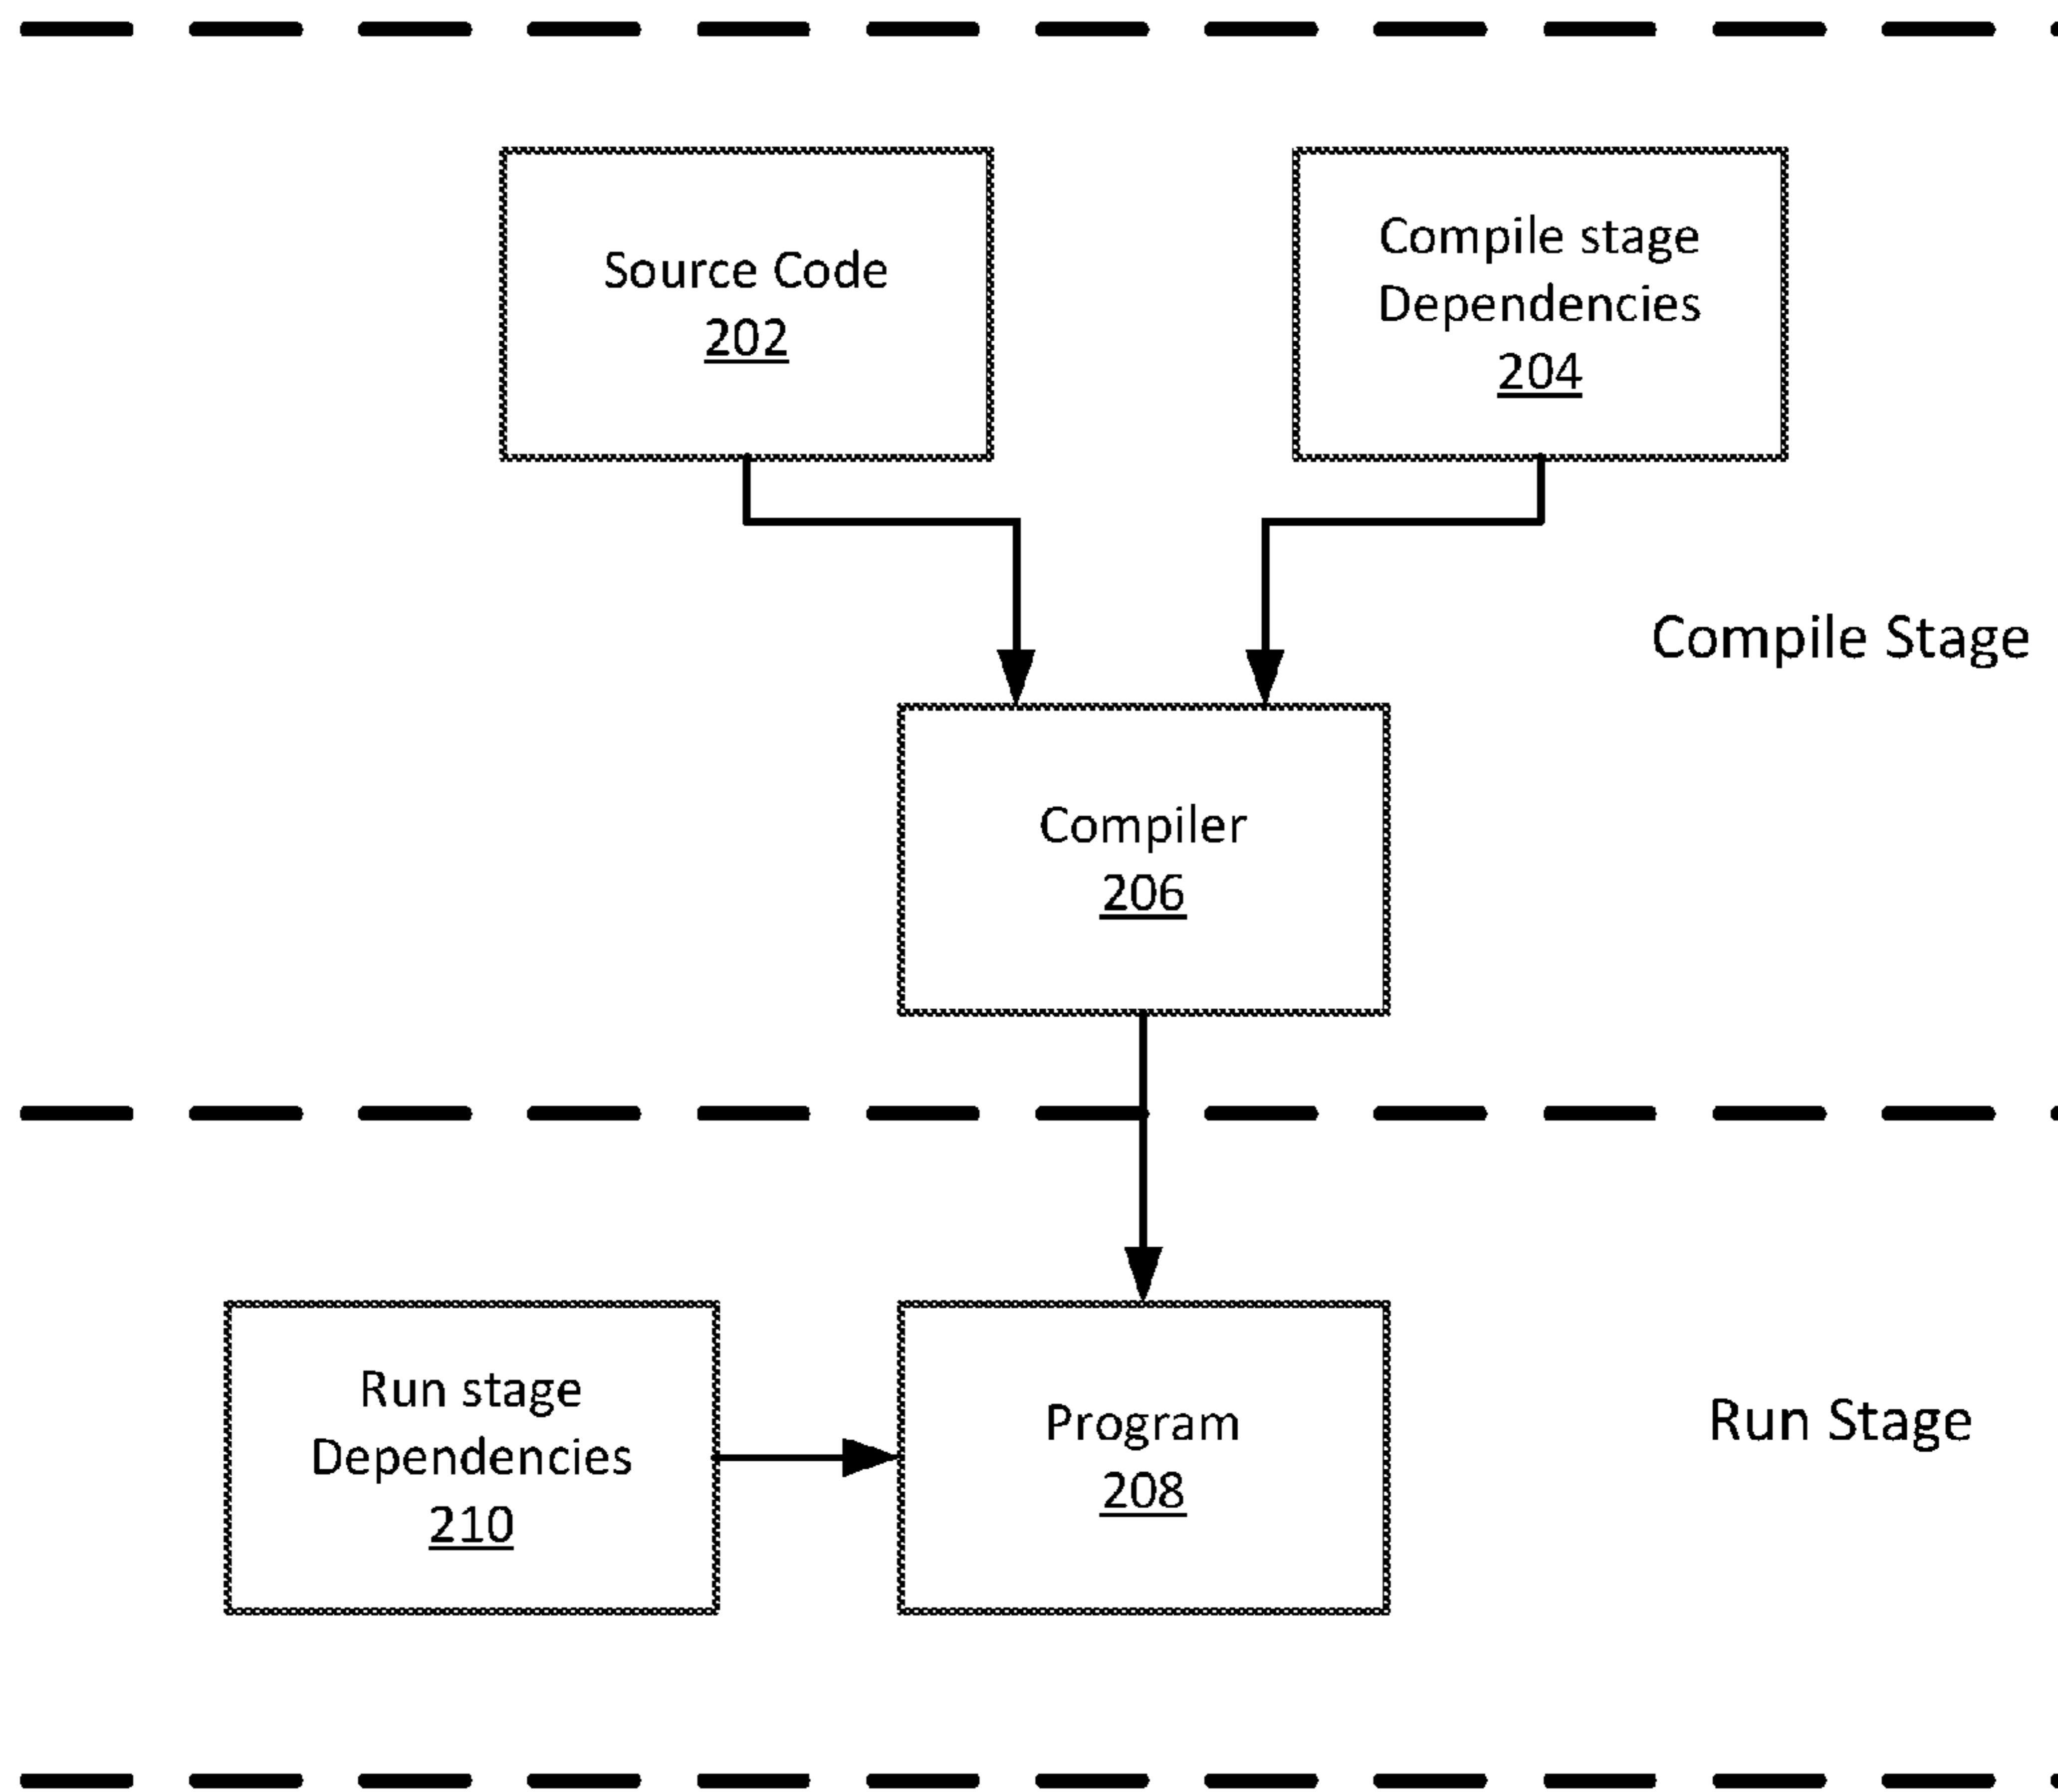 Source Code
202
Compile stage
Dependencies
204
Compile Stage
Compiler
206
Run stage
Dependencies
210
Program
208
Run Stage